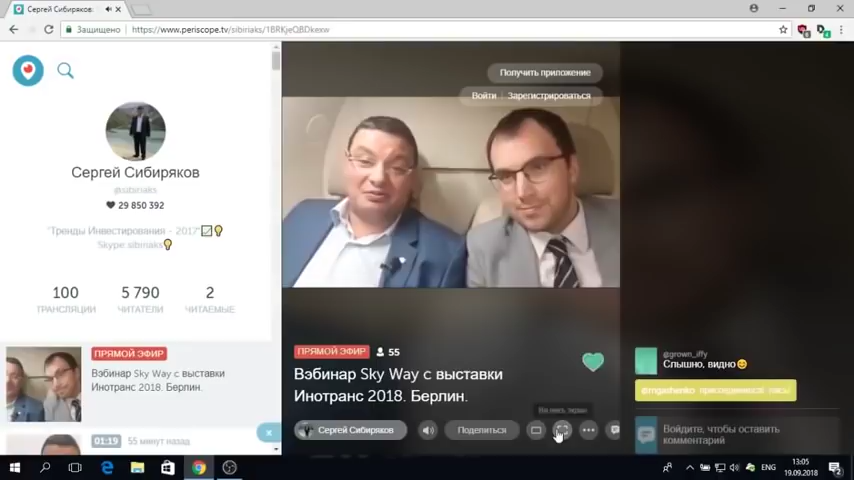 Сергей Сибиряков:
Защищено
https://www.periscope.tv/sibiriaks/1BRKjeQBDkexw
Получить приложение
Войти
Зарегистрироваться
Сергей Сибиряков
@sibiriaks
29 850 392
"Тренды Инвестирования - 2017"
Skype:sibiriaks
100
5 790
2
ТРАНСЛЯЦИИ
ЧИТАТЕЛИ
ЧИТАЕМЫЕ
ПРЯМОЙ ЭФИР
Вэбинар Sky Way с выставки
Инотранс 2018. Берлин.
01:19
55 минут назад
ПРЯМОЙ ЭФИР
55
Вэбинар Sky Way с выставки
Инотранс 2018. Берлин.
На весь экран
Сергей Сибиряков
Поделиться
@grown_iffy
Слышно, видно
Войдите, чтобы оставить
комментарий
ENG
13:05
19.09.2018